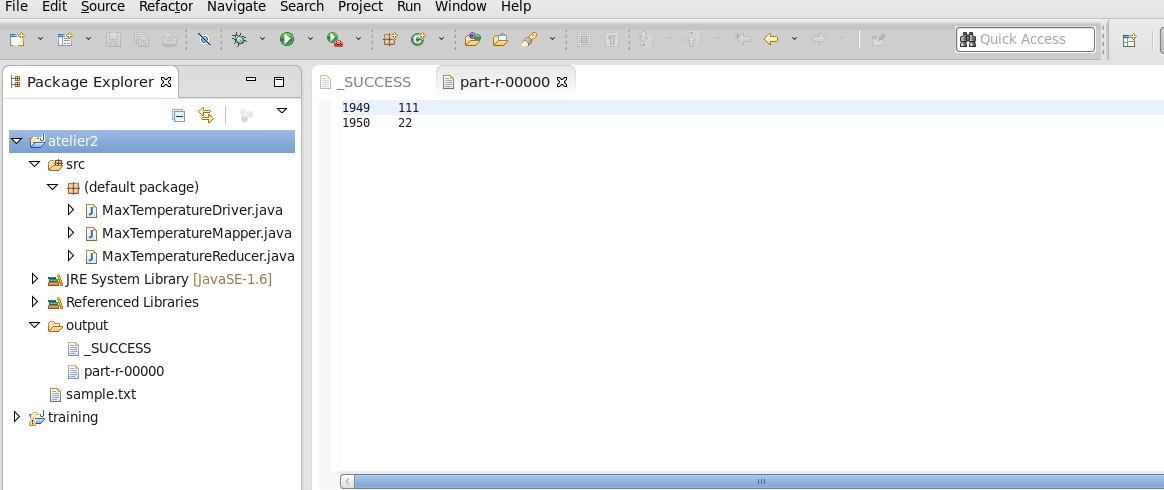 File Edit Source Refactor Navigate Search Project Run Window Help
Quick Access
Package Explorer
_SUCCESS
part-r-00000
1949 111
1950 22
atelier2
src
(default package)
MaxTemperatureDriver.java
MaxTemperatureMapper.java
MaxTemperatureReducer.java
JRE System Library [JavaSE-1.6]
Referenced Libraries
output
_SUCCESS
part-r-00000
sample.txt
training